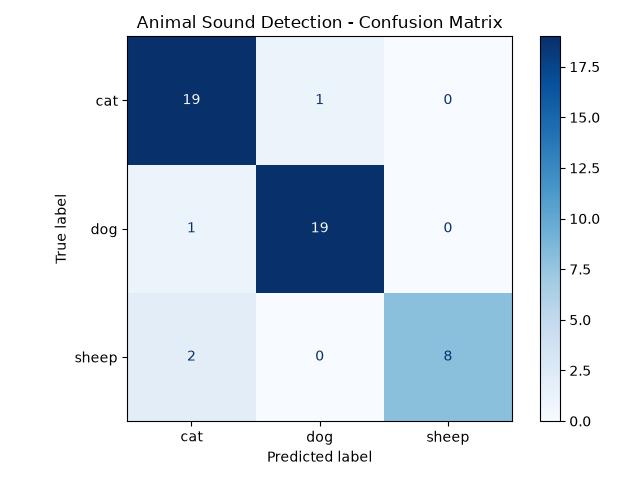 Animal Sound Detection - Confusion Matrix
cat
19
1
0
dog
1
19
0
sheep
2
0
8
cat
dog
sheep
Predicted label
True label
17.5
15.0
12.5
10.0
7.5
5.0
2.5
0.0